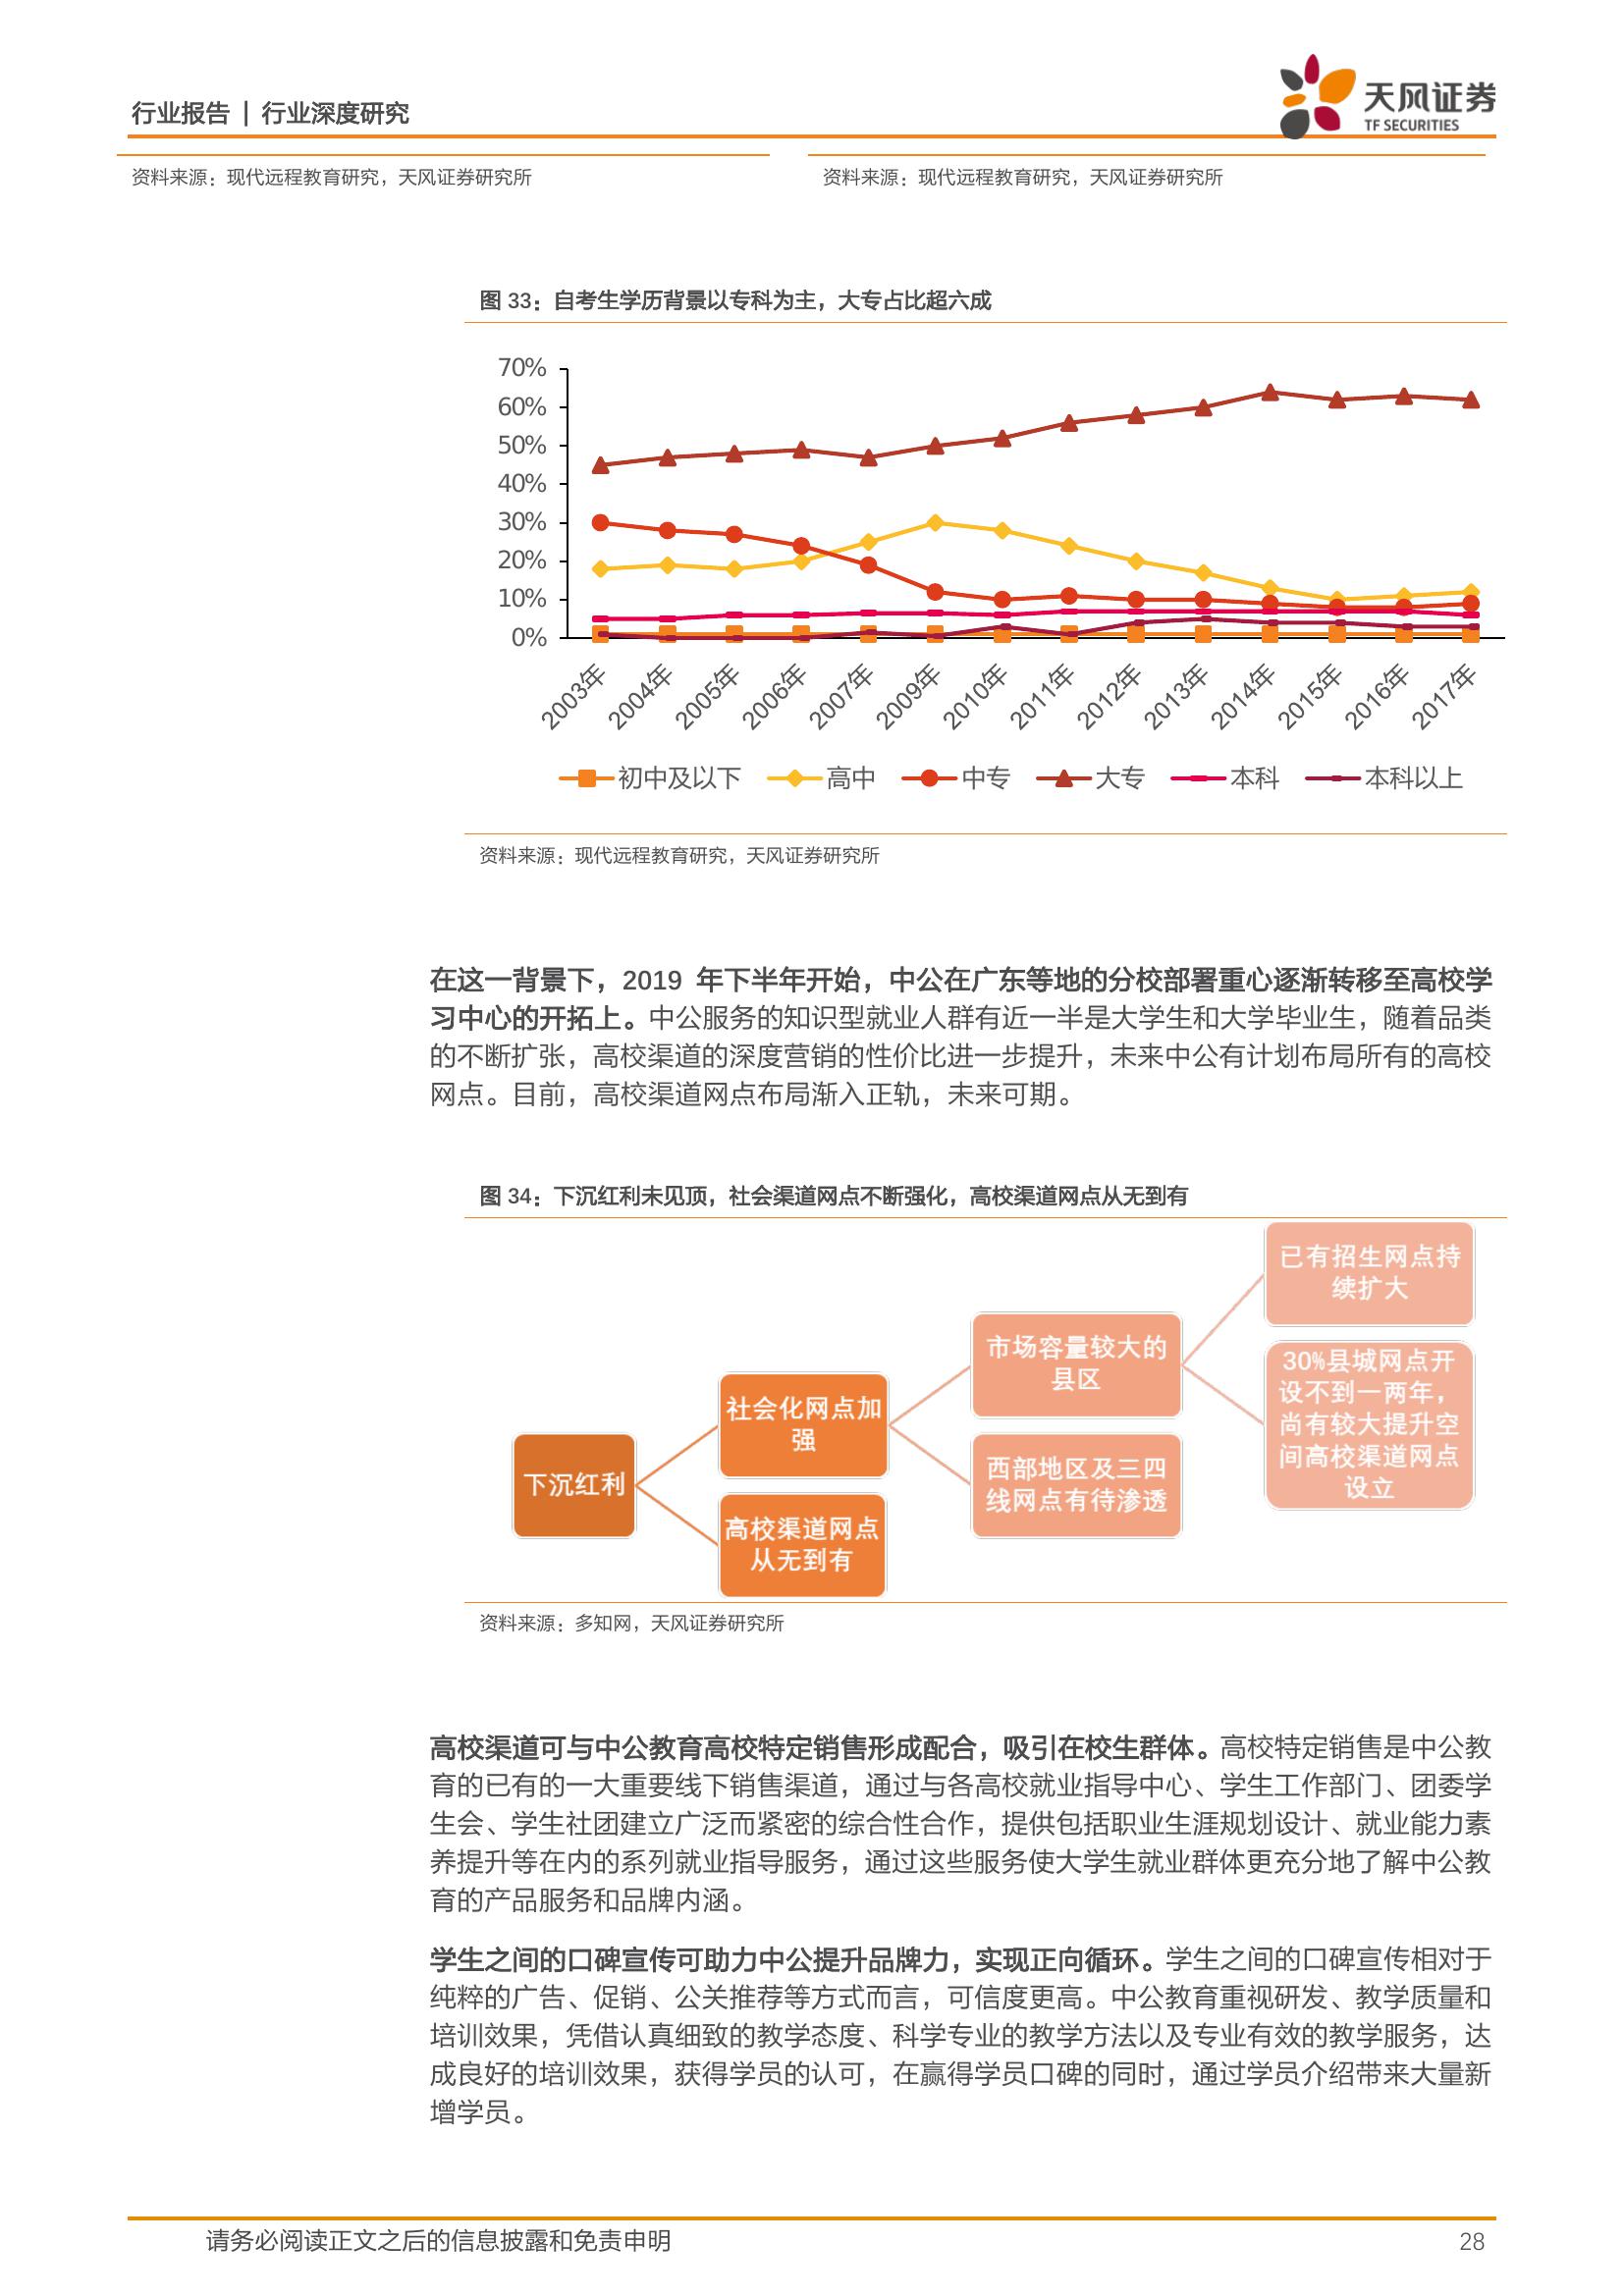 行业报告 | 行业深度研究
天风证券
TF SECURITIES
资料来源：现代远程教育研究，天风证券研究所
资料来源：现代远程教育研究，天风证券研究所
图 33：自考生学历背景以专科为主，大专占比超六成
70%
60%
50%
40%
30%
20%
10%
0%
2003年 2004年 2005年 2006年 2007年 2009年 2010年 2011年 2012年 2013年 2014年 2015年 2016年 2017年
初中及以下 高中 中专 大专 本科 本科以上
资料来源：现代远程教育研究，天风证券研究所
在这一背景下，2019 年下半年开始，中公在广东等地的分校部署重心逐渐转移至高校学
习中心的开拓上。中公服务的知识型就业人群有近一半是大学生和大学毕业生，随着品类
的不断扩张，高校渠道的深度营销的性价比进一步提升，未来中公有计划布局所有的高校
网点。目前，高校渠道网点布局渐入正轨，未来可期。
图 34：下沉红利未见顶，社会渠道网点不断强化，高校渠道网点从无到有
下沉红利
社会化网点加
强
高校渠道网点
从无到有
市场容量较大的
县区
西部地区及三四
线网点有待渗透
已有招生网点持
续扩大
30%县城网点开
设不到一两年，
尚有较大提升空
间高校渠道网点
设立
资料来源：多知网，天风证券研究所
高校渠道可与中公教育高校特定销售形成配合，吸引在校生群体。高校特定销售是中公教
育的已有的一大重要线下销售渠道，通过与各高校就业指导中心、学生工作部门、团委学
生会、学生社团建立广泛而紧密的综合性合作，提供包括职业生涯规划设计、就业能力素
养提升等在内的系列就业指导服务，通过这些服务使大学生就业群体更充分地了解中公教
育的产品服务和品牌内涵。
学生之间的口碑宣传可助力中公提升品牌力，实现正向循环。学生之间的口碑宣传相对于
纯粹的广告、促销、公关推荐等方式而言，可信度更高。中公教育重视研发、教学质量和
培训效果，凭借认真细致的教学态度、科学专业的教学方法以及专业有效的教学服务，达
成良好的培训效果，获得学员的认可，在赢得学员口碑的同时，通过学员介绍带来大量新
增学员。
请务必阅读正文之后的信息披露和免责申明
28